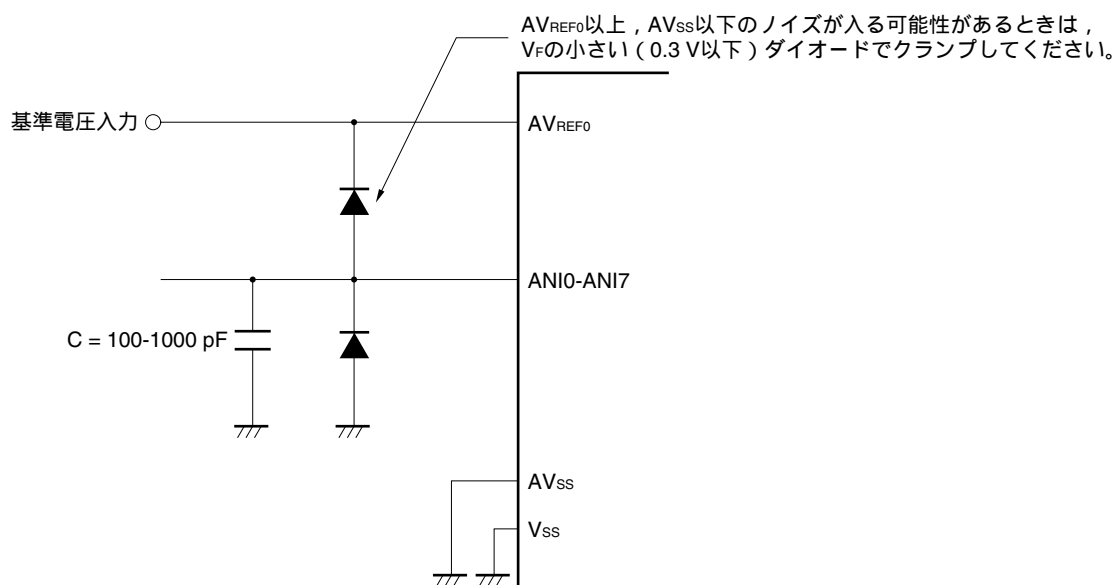 AVREF0以上，AVSS以下のノイズが入る可能性があるときは，
VFの小さい（0.3 V以下）ダイオードでクランプしてください。
基準電圧入力
AVREF0
ANI0-ANI7
C = 100-1000 pF
AVSS
VSS